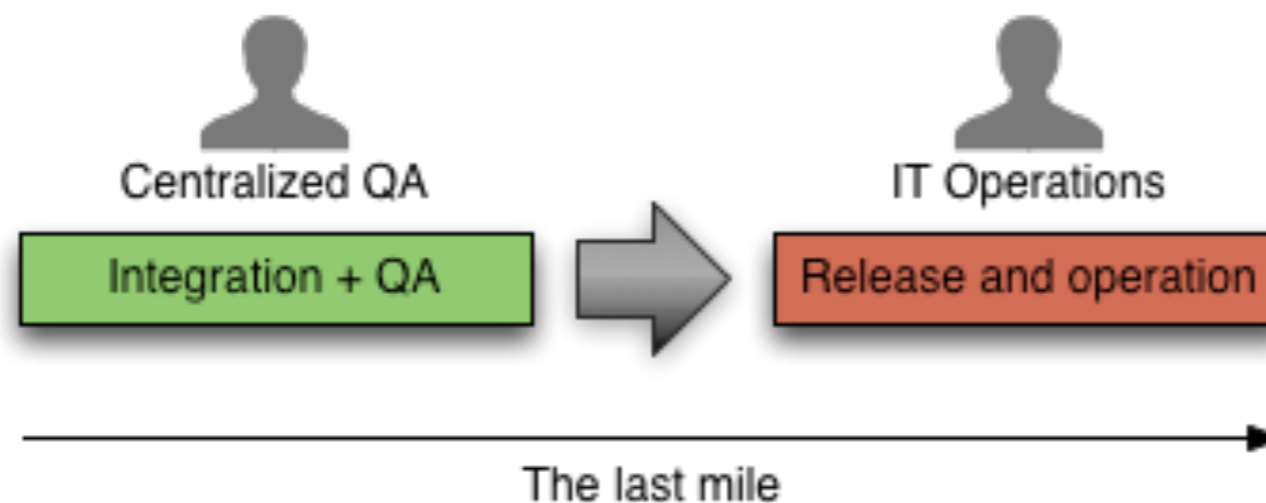 Centralized QA
IT Operations
Integration + QA
Release and operation
The last mile